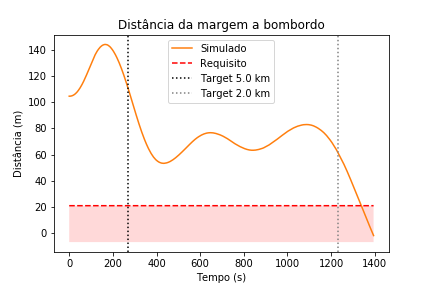 Distância da margem a bombordo
Simulado
Requisito
Target 5.0 km
Target 2.0 km
Distância (m)
140
120
100
80
60
40
20
0
0 200 400 600 800 1000 1200 1400
Tempo (s)